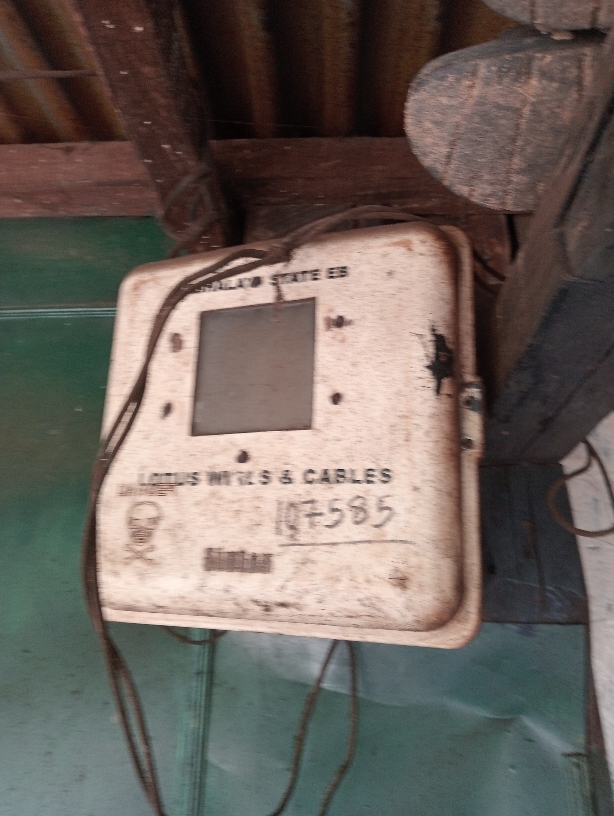 STATE EB
LOTUS WIRES & CABLES
DANGER
107585